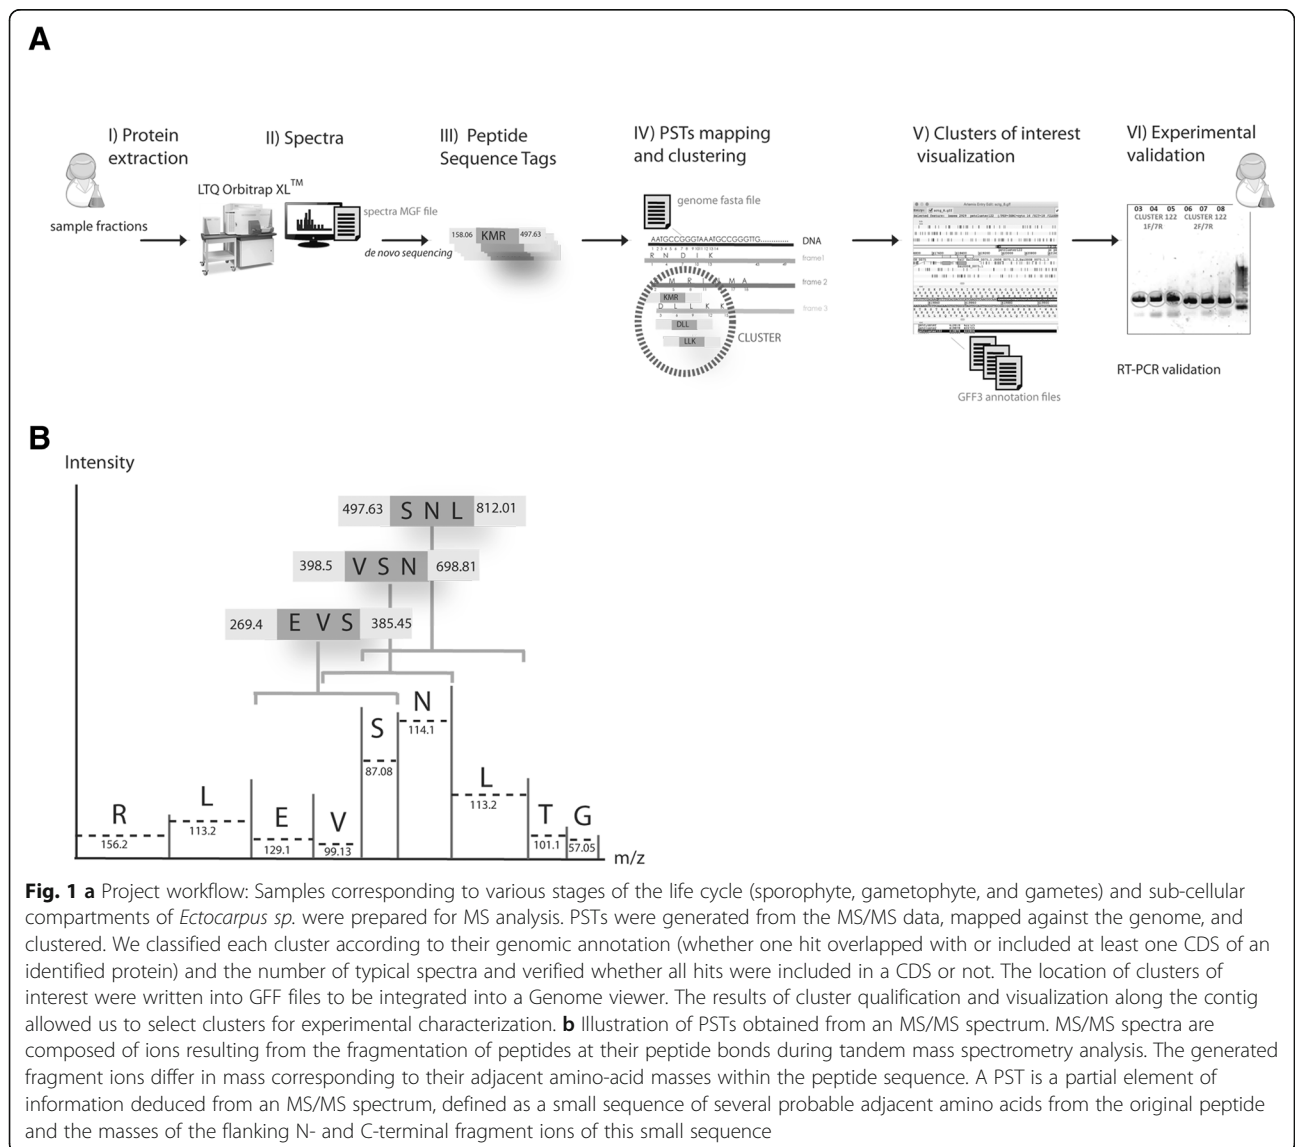 A
I) Protein
extraction
II) Spectra
III) Peptide
Sequence Tags
IV) PSTs mapping
and clustering
V) Clusters of interest
visualization
VI) Experimental
validation
sample fractions
LTQ Orbitrap XL™
spectra MGF file
de novo sequencing
158.06 KMR 497.63
genome fasta file
AATGCCGGGTAAATGCCGGGTTG..............
DNA
R N D I K
frame1
M R L M A
frame 2
KMR
D L L K K
frame 3
DLL
LLK
CLUSTER
GFF3 annotation files
03 04 05 06 07 08
CLUSTER 122 CLUSTER 122
1F/7R 2F/7R
RT-PCR validation
B
Intensity
497.63 S N L 812.01
398.5 V S N 698.81
269.4 E V S 385.45
N
114.1
S
87.08
L
113.2
R
156.2
L
113.2
E
129.1
V
99.13
T
101.1
G
57.05
m/z
Fig. 1 a Project workflow: Samples corresponding to various stages of the life cycle (sporophyte, gametophyte, and gametes) and sub-cellular
compartments of Ectocarpus sp. were prepared for MS analysis. PSTs were generated from the MS/MS data, mapped against the genome, and
clustered. We classified each cluster according to their genomic annotation (whether one hit overlapped with or included at least one CDS of an
identified protein) and the number of typical spectra and verified whether all hits were included in a CDS or not. The location of clusters of
interest were written into GFF files to be integrated into a Genome viewer. The results of cluster qualification and visualization along the contig
allowed us to select clusters for experimental characterization. b Illustration of PSTs obtained from an MS/MS spectrum. MS/MS spectra are
composed of ions resulting from the fragmentation of peptides at their peptide bonds during tandem mass spectrometry analysis. The generated
fragment ions differ in mass corresponding to their adjacent amino-acid masses within the peptide sequence. A PST is a partial element of
information deduced from an MS/MS spectrum, defined as a small sequence of several probable adjacent amino acids from the original peptide
and the masses of the flanking N- and C-terminal fragment ions of this small sequence